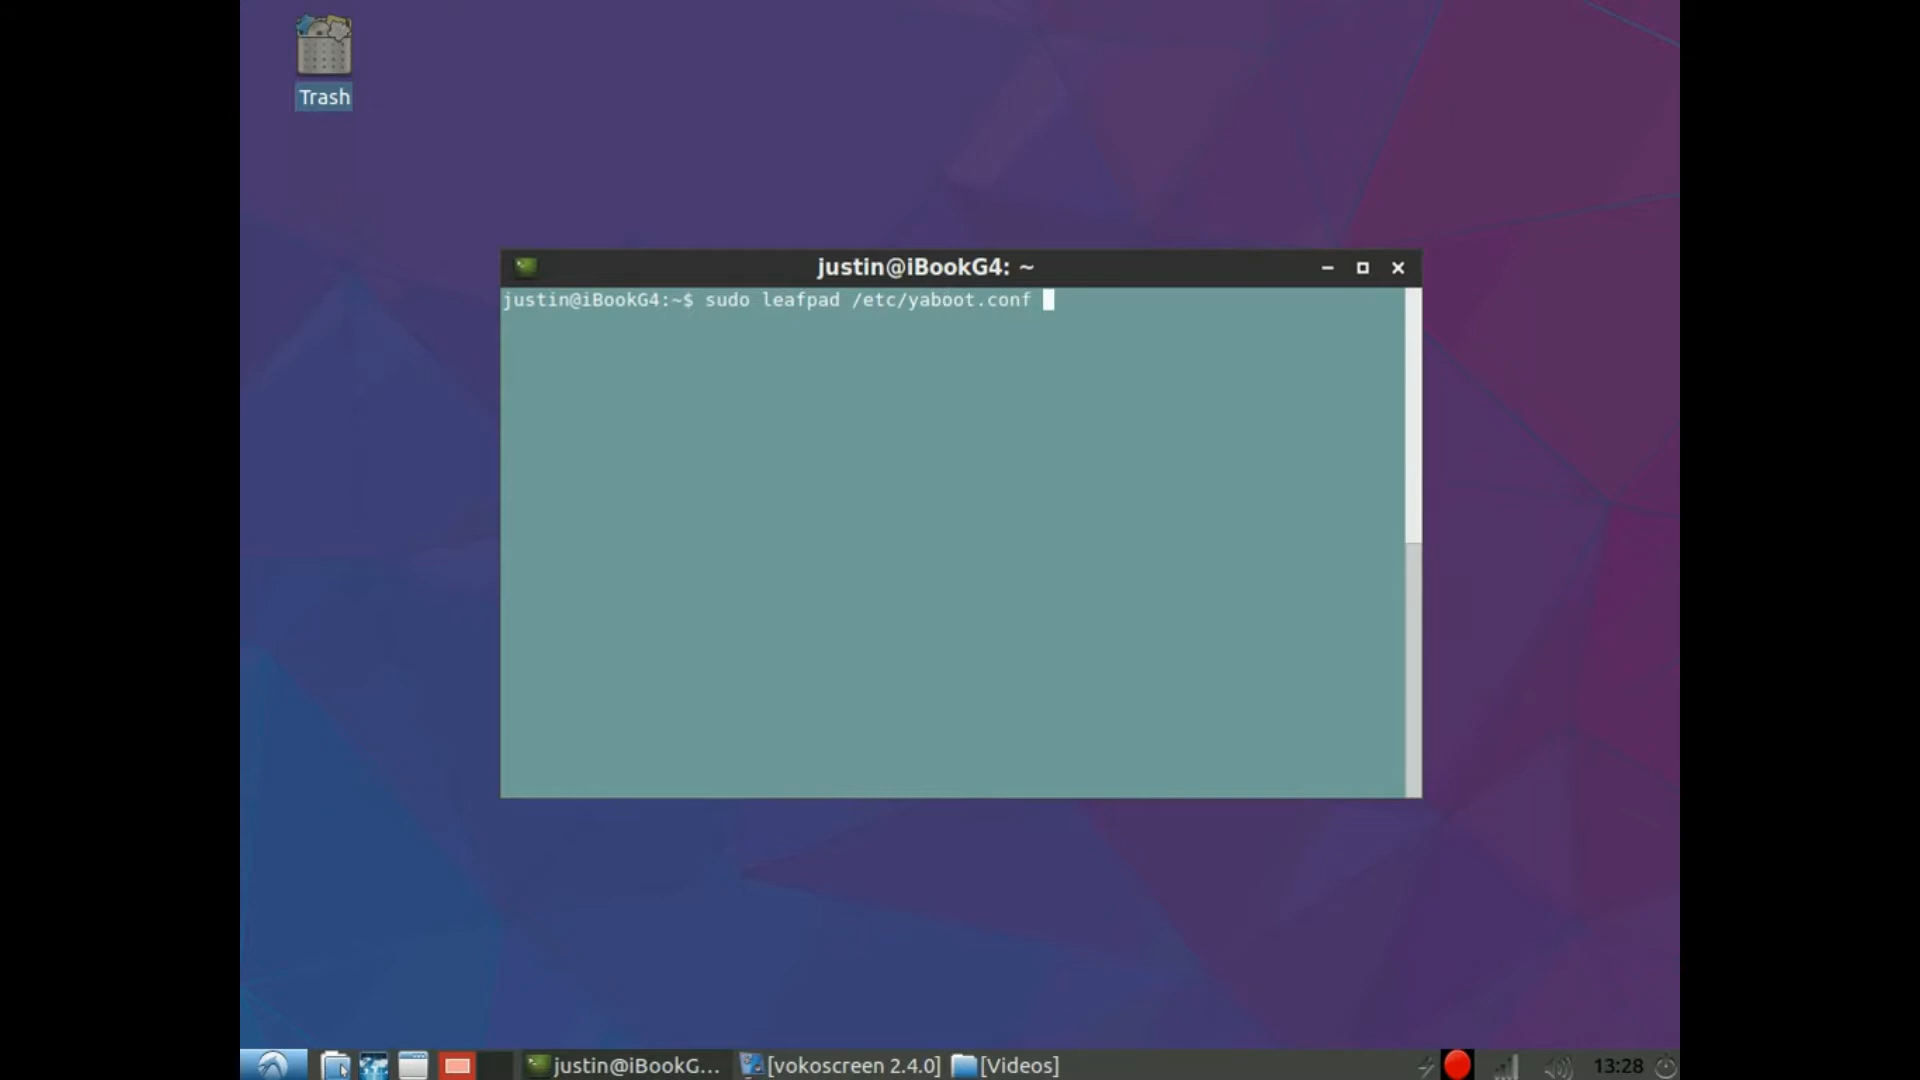 Trash
justin@iBookG4: ~
justin@iBookG4:~$ sudo leafpad /etc/yaboot.conf
justin@iBookG...
[vokoscreen 2.4.0]
[Videos]
13:28